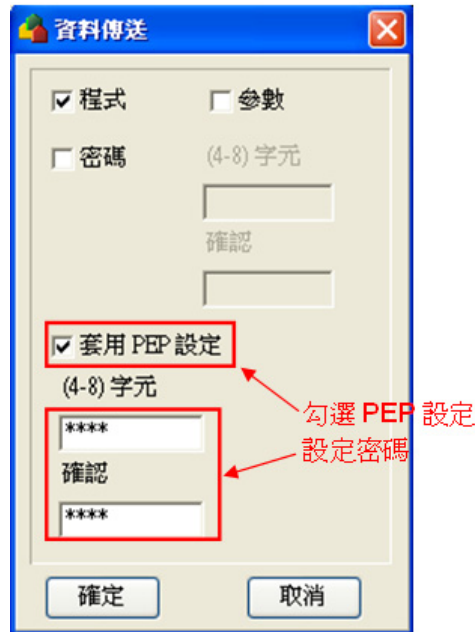 資料傳送
程式 參數
密碼 (4-8) 字元
確認
套用 PEP 設定
(4-8) 字元
****
確認
****
勾選 PEP 設定
設定密碼
確定 取消